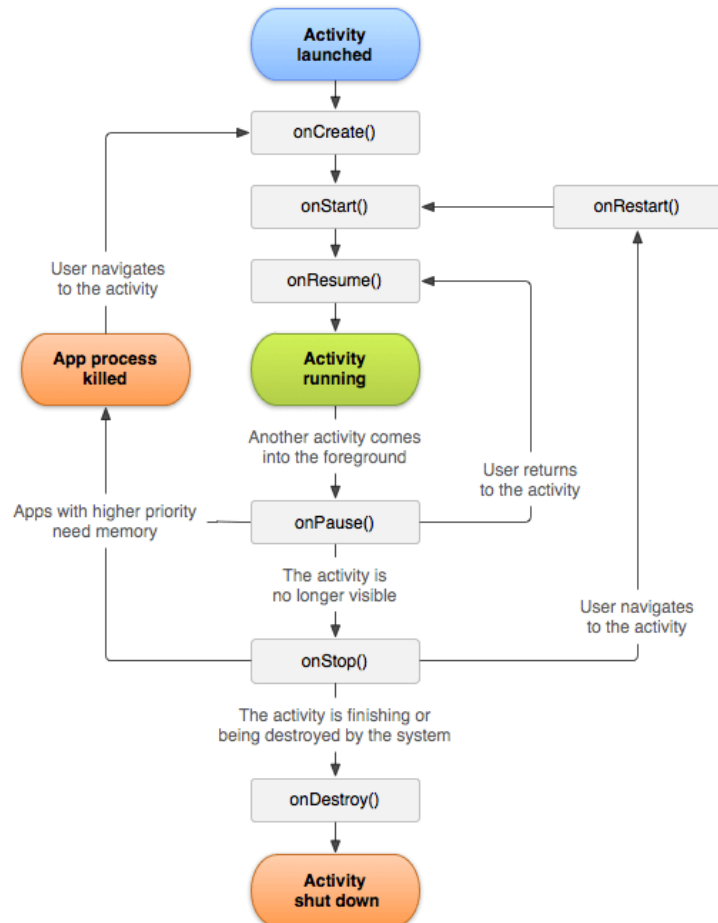 Activity
launched
onCreate()
onStart()
onRestart()
User navigates
to the activity
onResume()
App process
killed
Activity
running
Another activity comes
into the foreground
User returns
to the activity
Apps with higher priority
need memory
onPause()
The activity is
no longer visible
User navigates
to the activity
onStop()
The activity is finishing or
being destroyed by the system
onDestroy()
Activity
shut down